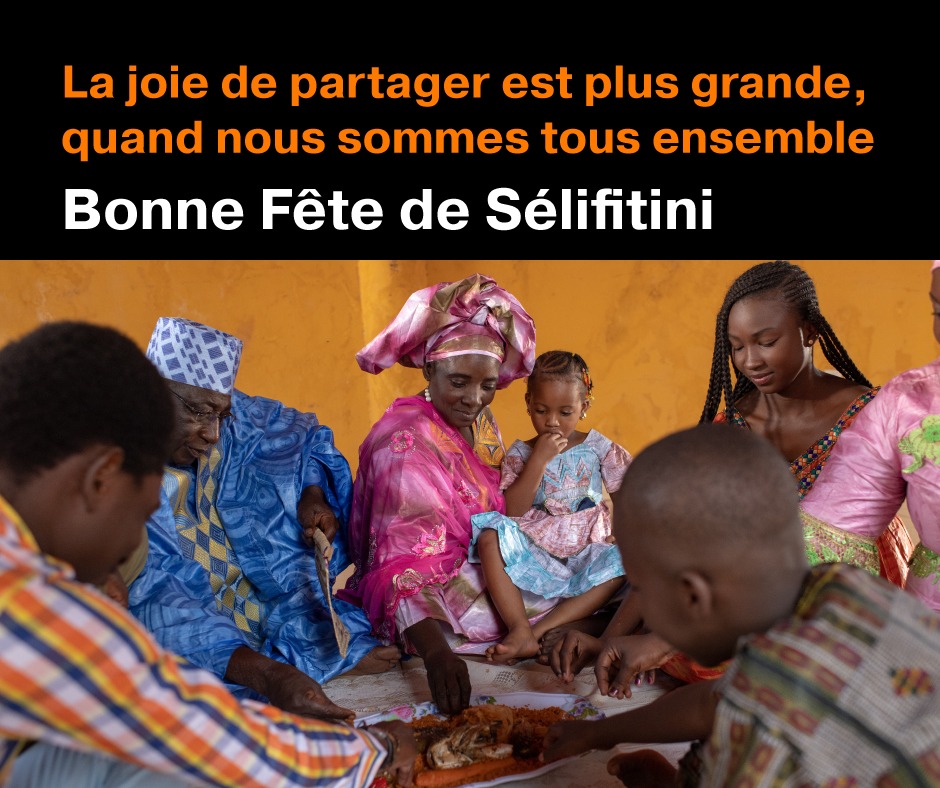 La joie de partager est plus grande,
quand nous sommes tous ensemble
Bonne Fête de Sélifitini